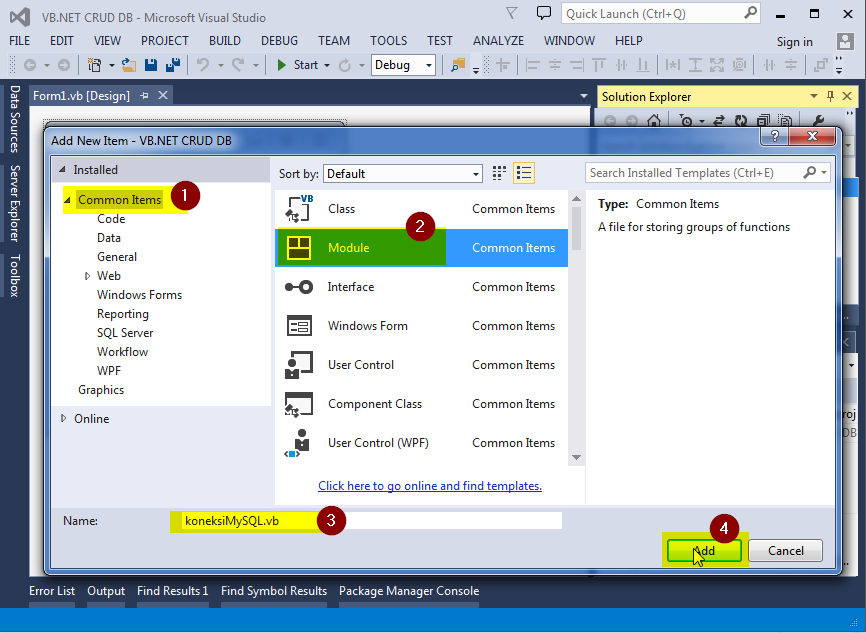 VB.NET CRUD DB - Microsoft Visual Studio
Quick Launch (Ctrl+Q)
FILE EDIT VIEW PROJECT BUILD DEBUG TEAM TOOLS TEST ANALYZE WINDOW HELP Sign in
Start Debug
Form1.vb [Design]
Solution Explorer
Data Sources
Server Explorer
Toolbox
Add New Item - VB.NET CRUD DB
Installed
Sort by: Default
Search Installed Templates (Ctrl+E)
Common Items 1
Code
Data
General
Web
Windows Forms
Reporting
SQL Server
Workflow
WPF
Graphics
Online
VB Class Common Items
2
Module Common Items
Interface Common Items
Windows Form Common Items
User Control Common Items
Component Class Common Items
User Control (WPF) Common Items
Click here to go online and find templates.
Type: Common Items
A file for storing groups of functions
Name: koneksiMySQL.vb 3
4
Add Cancel
roj
DB
Error List Output Find Results 1 Find Symbol Results Package Manager Console